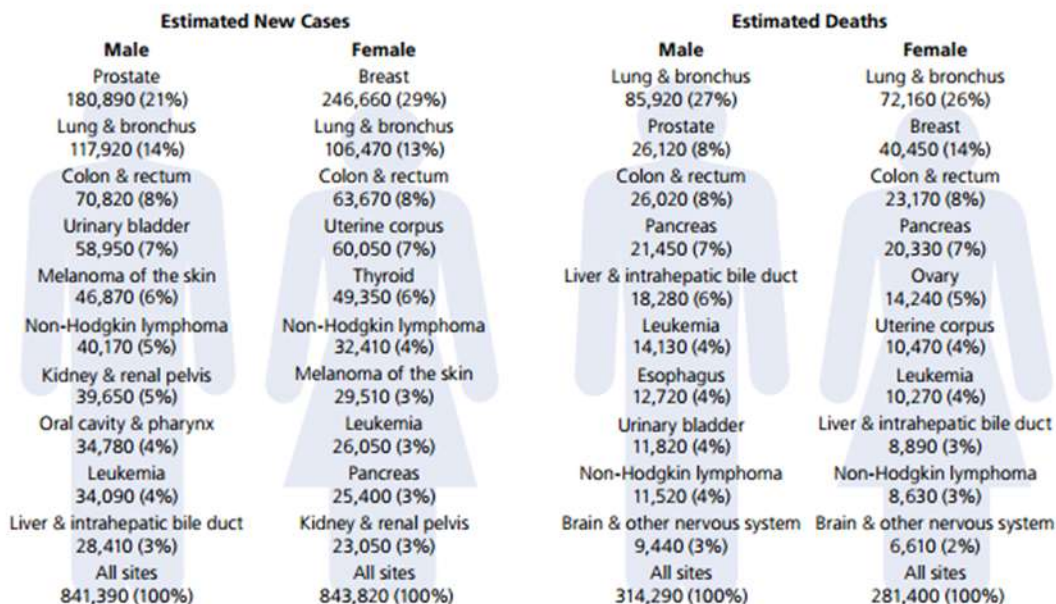 Estimated New Cases
Male
Prostate
180,890 (21%)
Lung & bronchus
117,920 (14%)
Colon & rectum
70,820 (8%)
Urinary bladder
58,950 (7%)
Melanoma of the skin
46,870 (6%)
Non-Hodgkin lymphoma
40,170 (5%)
Kidney & renal pelvis
39,650 (5%)
Oral cavity & pharynx
34,780 (4%)
Leukemia
34,090 (4%)
Liver & intrahepatic bile duct
28,410 (3%)
All sites
841,390 (100%)
Female
Breast
246,660 (29%)
Lung & bronchus
106,470 (13%)
Colon & rectum
63,670 (8%)
Uterine corpus
60,050 (7%)
Thyroid
49,350 (6%)
Non-Hodgkin lymphoma
32,410 (4%)
Melanoma of the skin
29,510 (3%)
Leukemia
26,050 (3%)
Pancreas
25,400 (3%)
Kidney & renal pelvis
23,050 (3%)
All sites
843,820 (100%)
Estimated Deaths
Male
Lung & bronchus
85,920 (27%)
Prostate
26,120 (8%)
Colon & rectum
26,020 (8%)
Pancreas
21,450 (7%)
Liver & intrahepatic bile duct
18,280 (6%)
Leukemia
14,130 (4%)
Esophagus
12,720 (4%)
Urinary bladder
11,820 (4%)
Non-Hodgkin lymphoma
11,520 (4%)
Brain & other nervous system
9,440 (3%)
All sites
314,290 (100%)
Female
Lung & bronchus
72,160 (26%)
Breast
40,450 (14%)
Colon & rectum
23,170 (8%)
Pancreas
20,330 (7%)
Ovary
14,240 (5%)
Uterine corpus
10,470 (4%)
Leukemia
10,270 (4%)
Liver & intrahepatic bile duct
8,890 (3%)
Non-Hodgkin lymphoma
8,630 (3%)
Brain & other nervous system
6,610 (2%)
All sites
281,400 (100%)